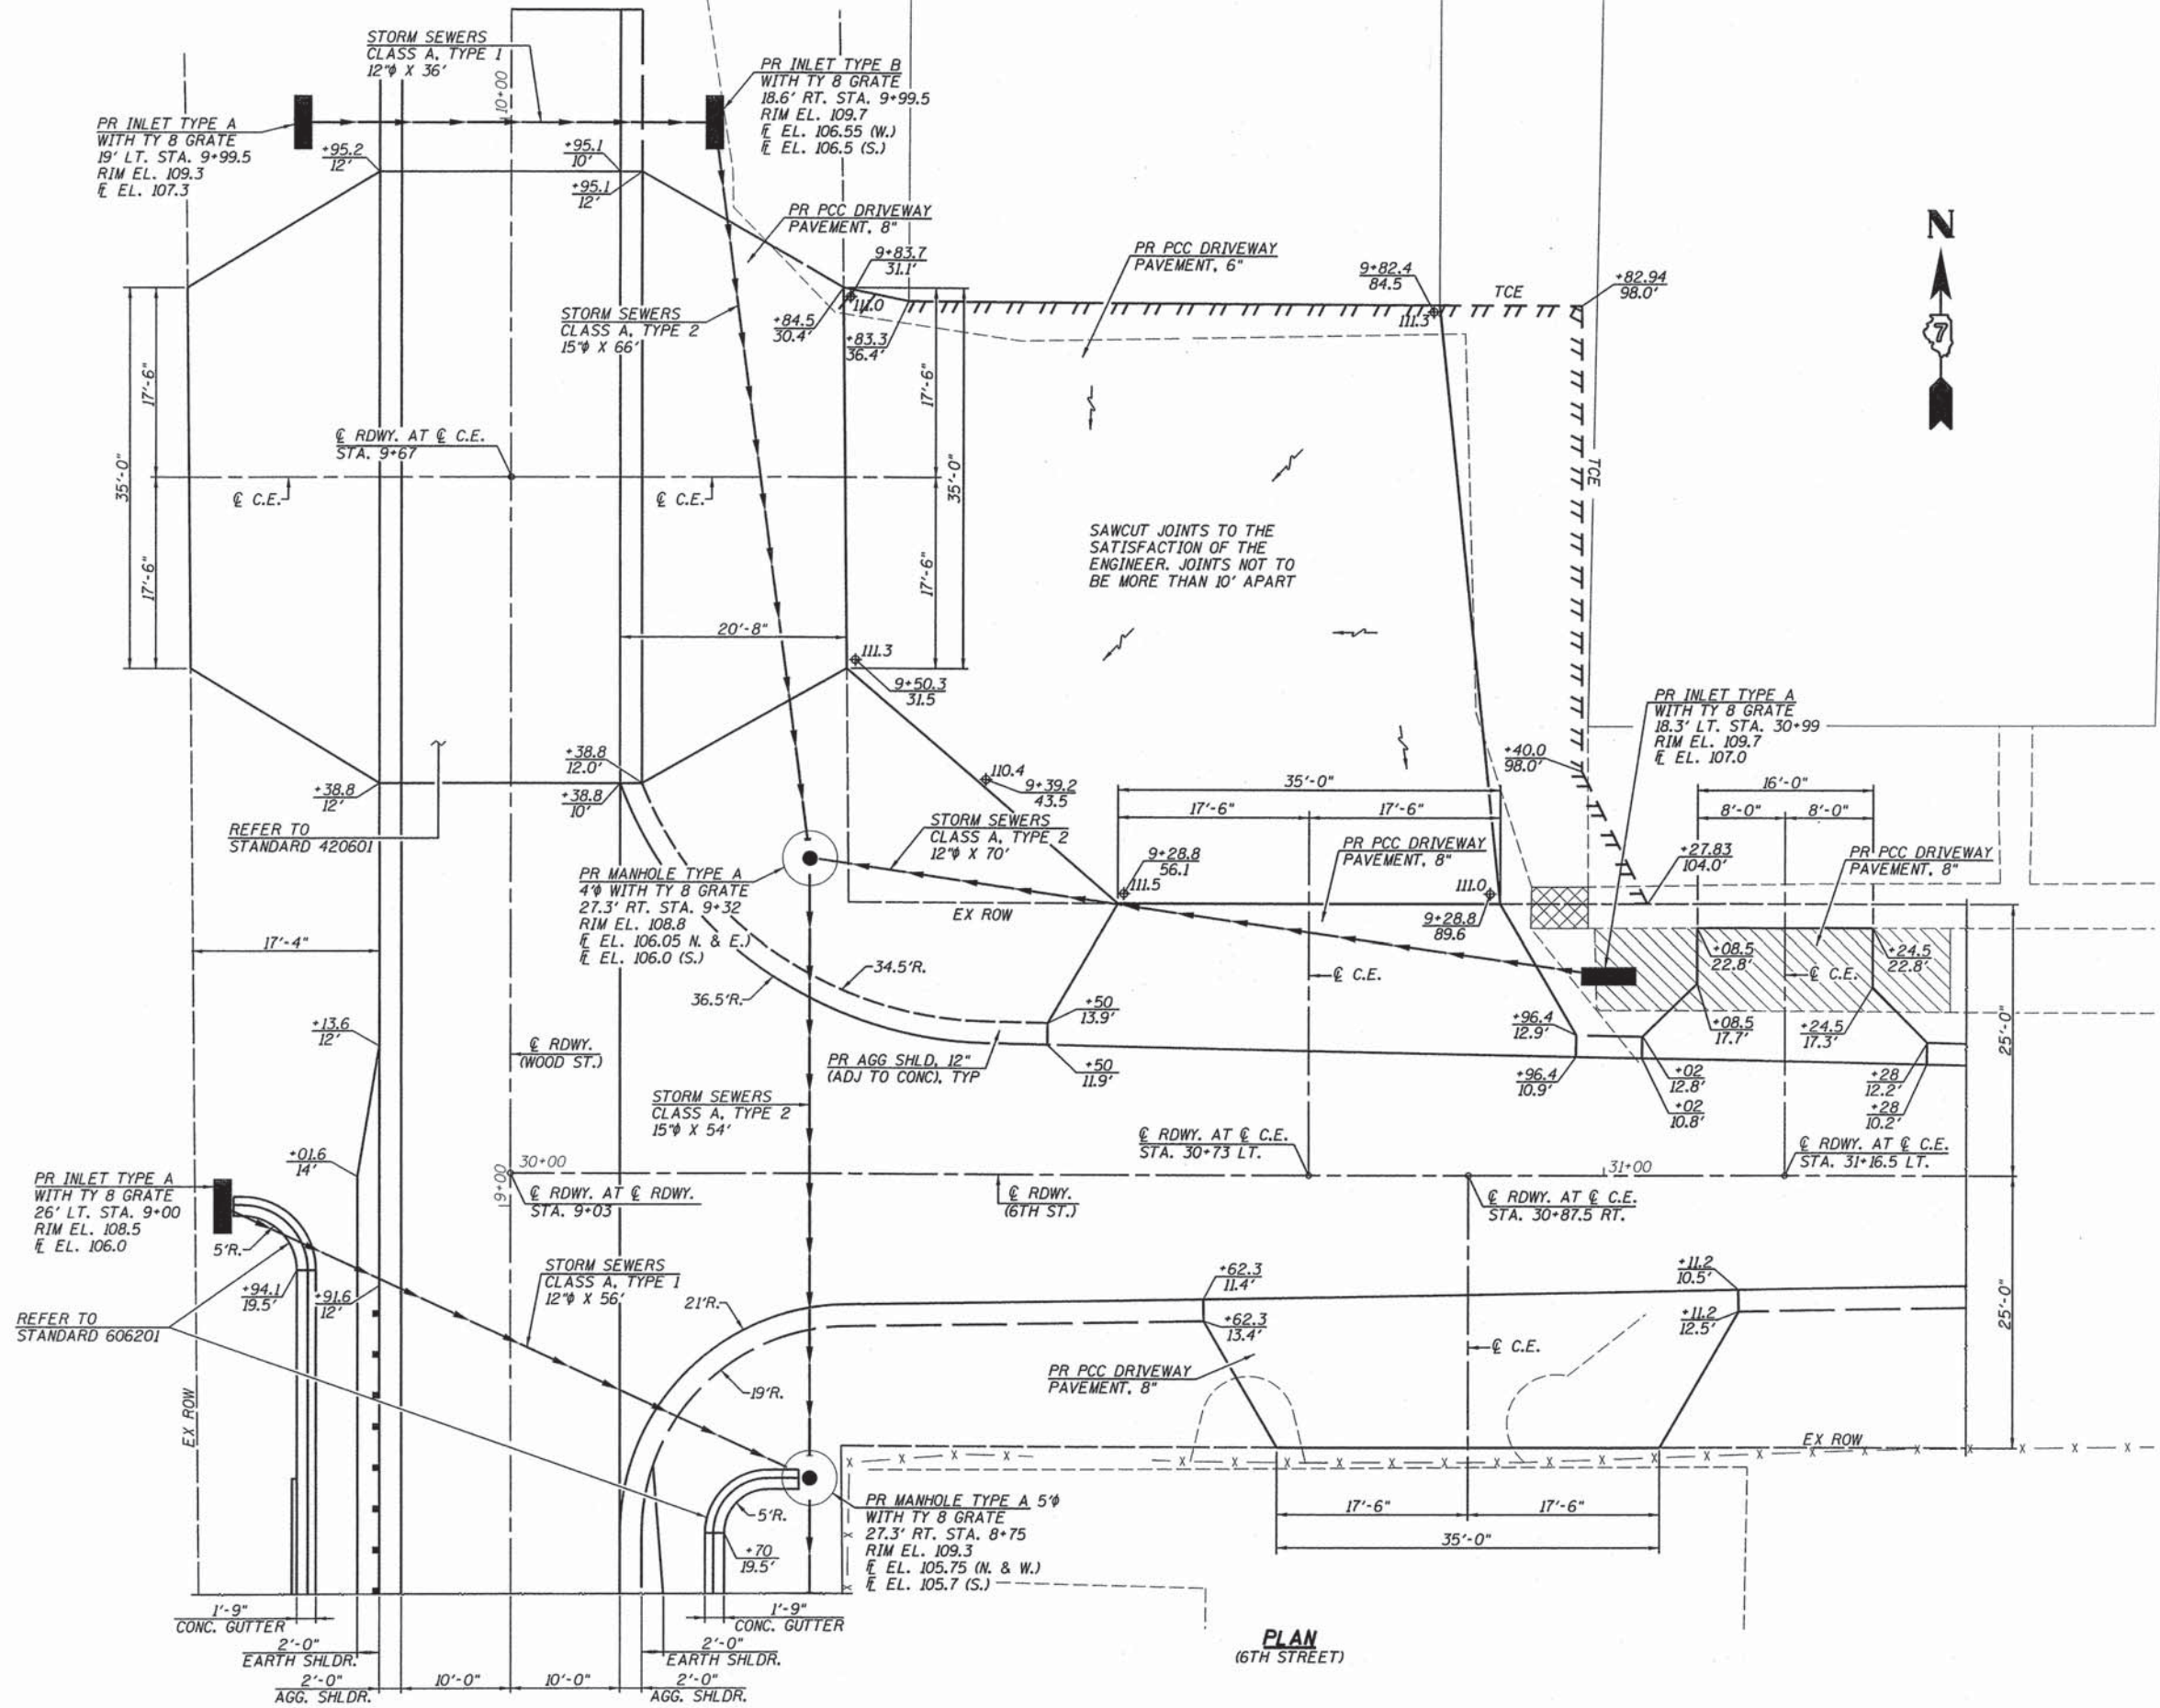 STORM SEWERS
CLASS A, TYPE 1
12"φ X 36'
10+00
PR INLET TYPE B
WITH TY 8 GRATE
18.6' RT. STA. 9+99.5
RIM EL. 109.7
FL EL. 106.55 (W.)
FL EL. 106.5 (S.)
PR INLET TYPE A
WITH TY 8 GRATE
19' LT. STA. 9+99.5
RIM EL. 109.3
FL EL. 107.3
+95.2
12'
+95.1
10'
+95.1
12'
PR PCC DRIVEWAY
PAVEMENT, 8"
9+83.7
31.1'
111.0
PR PCC DRIVEWAY
PAVEMENT, 6"
9+82.4
84.5
111.3
TCE
+82.94
98.0'
N
7
STORM SEWERS
CLASS A, TYPE 2
15"φ X 66'
+84.5
30.4'
+83.3
36.4'
17'-6"
35'-0"
17'-6"
17'-6"
35'-0"
17'-6"
℄ RDWY. AT ℄ C.E.
STA. 9+67
℄ C.E.
℄ C.E.
TCE
SAWCUT JOINTS TO THE
SATISFACTION OF THE
ENGINEER. JOINTS NOT TO
BE MORE THAN 10' APART
20'-8"
111.3
9+50.3
31.5
PR INLET TYPE A
WITH TY 8 GRATE
18.3' LT. STA. 30+99
RIM EL. 109.7
FL EL. 107.0
+40.0
98.0'
+38.8
12.0'
+38.8
12'
+38.8
10'
110.4
9+39.2
43.5
35'-0"
17'-6"
17'-6"
16'-0"
8'-0"
8'-0"
REFER TO
STANDARD 420601
STORM SEWERS
CLASS A, TYPE 2
12"φ X 70'
PR PCC DRIVEWAY
PAVEMENT, 8"
+27.83
104.0'
PR PCC DRIVEWAY
PAVEMENT, 8"
PR MANHOLE TYPE A
4'φ WITH TY 8 GRATE
27.3' RT. STA. 9+32
RIM EL. 108.8
FL EL. 106.05 N. & E.)
FL EL. 106.0 (S.)
9+28.8
56.1
111.5
111.0
9+28.8
89.6
EX ROW
17'-4"
34.5'R.
36.5'R.
℄ C.E.
+08.5
22.8'
℄ C.E.
+24.5
22.8'
+50
13.9'
+50
11.9'
+96.4
12.9'
+96.4
10.9'
+08.5
17.7'
+24.5
17.3'
25'-0"
+13.6
12'
℄ RDWY.
(WOOD ST.)
PR AGG SHLD, 12"
(ADJ TO CONC), TYP
+02
12.8'
+02
10.8'
+28
12.2'
+28
10.2'
STORM SEWERS
CLASS A, TYPE 2
15"φ X 54'
+01.6
14'
℄ RDWY. AT ℄ C.E.
STA. 30+73 LT.
℄ RDWY. AT ℄ C.E.
STA. 31+16.5 LT.
PR INLET TYPE A
WITH TY 8 GRATE
26' LT. STA. 9+00
RIM EL. 108.5
FL EL. 106.0
30+00
9+00
℄ RDWY. AT ℄ RDWY.
STA. 9+03
℄ RDWY.
(6TH ST.)
31+00
℄ RDWY. AT ℄ C.E.
STA. 30+87.5 RT.
5'R.
+94.1
19.5'
+91.6
12'
STORM SEWERS
CLASS A, TYPE 1
12"φ X 56'
REFER TO
STANDARD 606201
21'R.
19'R.
+62.3
11.4'
+62.3
13.4'
+11.2
10.5'
+11.2
12.5'
25'-0"
℄ C.E.
PR PCC DRIVEWAY
PAVEMENT, 8"
EX ROW
EX ROW
5'R.
+70
19.5'
PR MANHOLE TYPE A 5'φ
WITH TY 8 GRATE
27.3' RT. STA. 8+75
RIM EL. 109.3
FL EL. 105.75 (N. & W.)
FL EL. 105.7 (S.)
17'-6"
17'-6"
35'-0"
1'-9"
CONC. GUTTER
1'-9"
CONC. GUTTER
2'-0"
EARTH SHLDR.
2'-0"
EARTH SHLDR.
2'-0"
AGG. SHLDR.
10'-0"
10'-0"
2'-0"
AGG. SHLDR.
PLAN
(6TH STREET)